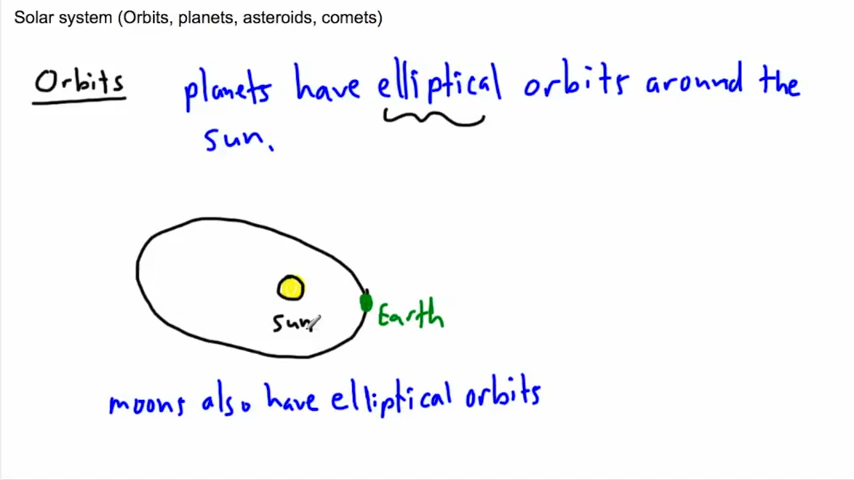 Solar system (Orbits, planets, asteroids, comets)
Orbits planets have elliptical orbits around the
sun.
Sun
Earth
moons also have elliptical orbits